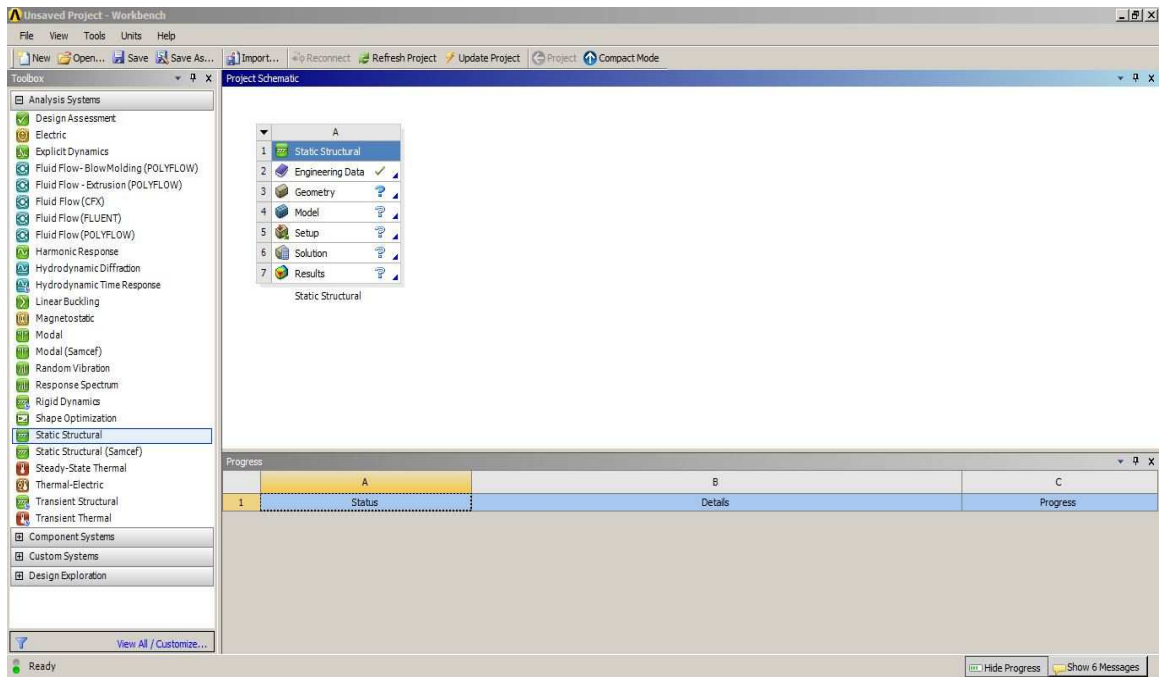 Unsaved Project - Workbench
File View Tools Units Help
New Open... Save Save As... Import... Reconnect Refresh Project Update Project Project Compact Mode
Toolbox
Project Schematic
Analysis Systems
Design Assessment
Electric
Explicit Dynamics
Fluid Flow - BlowMolding (POLYFLOW)
Fluid Flow - Extrusion (POLYFLOW)
Fluid Flow (CFX)
Fluid Flow (FLUENT)
Fluid Flow (POLYFLOW)
Harmonic Response
Hydrodynamic Diffraction
Hydrodynamic Time Response
Linear Buckling
Magnetostatic
Modal
Modal (Samcef)
Random Vibration
Response Spectrum
Rigid Dynamics
Shape Optimization
Static Structural
Static Structural (Samcef)
Steady-State Thermal
Thermal-Electric
Transient Structural
Transient Thermal
Component Systems
Custom Systems
Design Exploration
View All / Customize...
A
1 Static Structural
2 Engineering Data
3 Geometry
4 Model
5 Setup
6 Solution
7 Results
Static Structural
Progress
A B C
1 Status Details Progress
Ready
Hide Progress Show 6 Messages